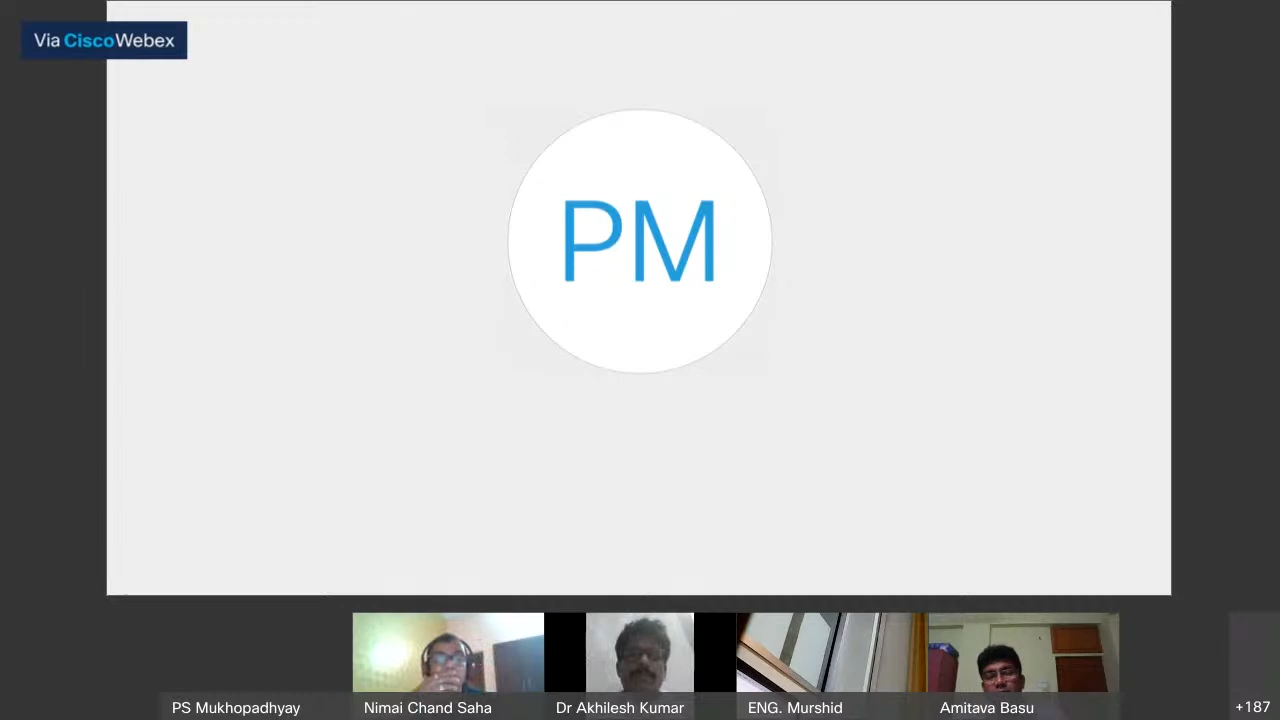 Via CiscoWebex
PM
PS Mukhopadhyay
Nimai Chand Saha
Dr Akhilesh Kumar
ENG. Murshid
Amitava Basu
+187